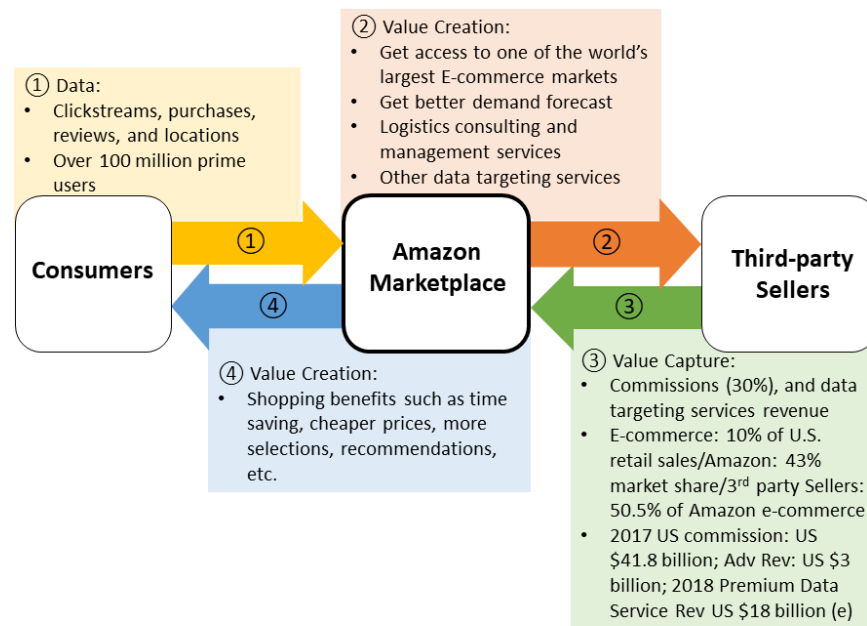 ① Data:
• Clickstreams, purchases,
reviews, and locations
• Over 100 million prime
users
② Value Creation:
• Get access to one of the world's
largest E-commerce markets
• Get better demand forecast
• Logistics consulting and
management services
• Other data targeting services
Consumers
①
④
Amazon
Marketplace
②
③
Third-party
Sellers
④ Value Creation:
• Shopping benefits such as time
saving, cheaper prices, more
selections, recommendations,
etc.
③ Value Capture:
• Commissions (30%), and data
targeting services revenue
• E-commerce: 10% of U.S.
retail sales/Amazon: 43%
market share/3rd party Sellers:
50.5% of Amazon e-commerce
• 2017 US commission: US
$41.8 billion; Adv Rev: US $3
billion; 2018 Premium Data
Service Rev US $18 billion (e)